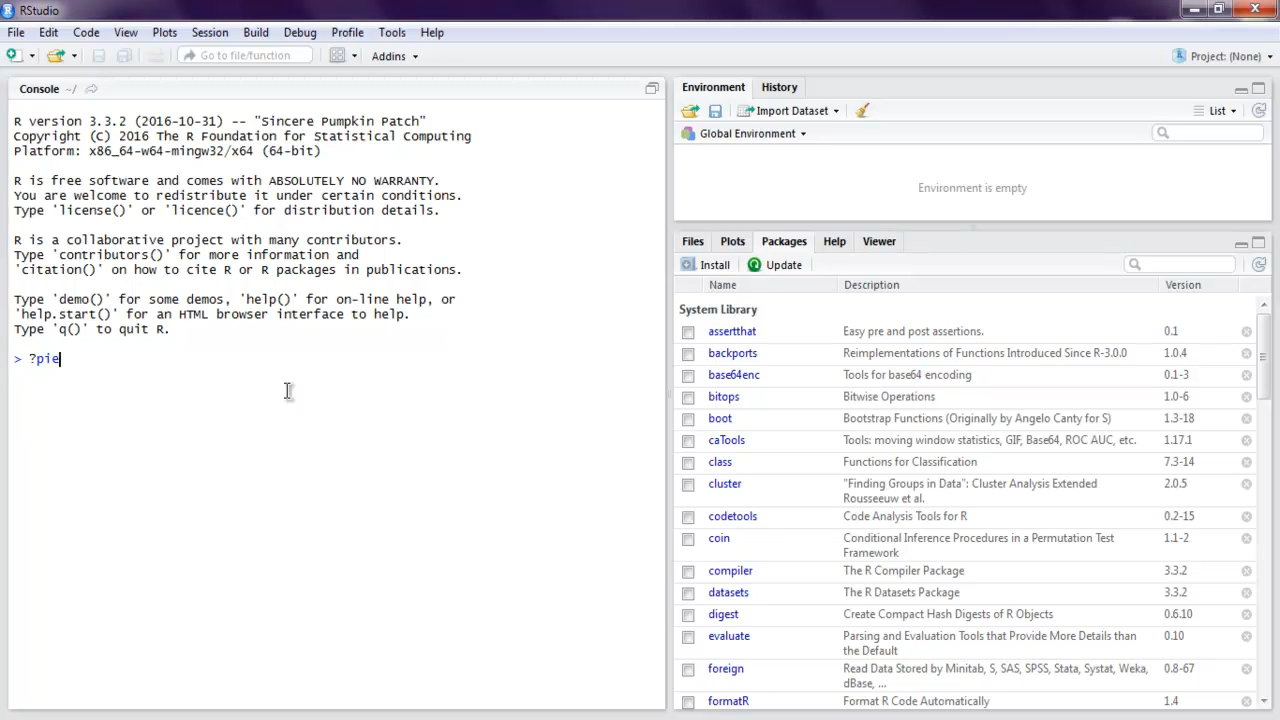 RStudio
File Edit Code View Plots Session Build Debug Profile Tools Help
Go to file/function Addins Project: (None)
Console ~/
R version 3.3.2 (2016-10-31) -- "Sincere Pumpkin Patch"
Copyright (C) 2016 The R Foundation for Statistical Computing
Platform: x86_64-w64-mingw32/x64 (64-bit)
R is free software and comes with ABSOLUTELY NO WARRANTY.
You are welcome to redistribute it under certain conditions.
Type 'license()' or 'licence()' for distribution details.
R is a collaborative project with many contributors.
Type 'contributors()' for more information and
'citation()' on how to cite R or R packages in publications.
Type 'demo()' for some demos, 'help()' for on-line help, or
'help.start()' for an HTML browser interface to help.
Type 'q()' to quit R.
> ?pie
Environment History
Import Dataset List
Global Environment
Environment is empty
Files Plots Packages Help Viewer
Install Update
Name Description Version
System Library
assertthat Easy pre and post assertions. 0.1
backports Reimplementations of Functions Introduced Since R-3.0.0 1.0.4
base64enc Tools for base64 encoding 0.1-3
bitops Bitwise Operations 1.0-6
boot Bootstrap Functions (Originally by Angelo Canty for S) 1.3-18
caTools Tools: moving window statistics, GIF, Base64, ROC AUC, etc. 1.17.1
class Functions for Classification 7.3-14
cluster "Finding Groups in Data": Cluster Analysis Extended 2.0.5
Rousseeuw et al.
codetools Code Analysis Tools for R 0.2-15
coin Conditional Inference Procedures in a Permutation Test 1.1-2
Framework
compiler The R Compiler Package 3.3.2
datasets The R Datasets Package 3.3.2
digest Create Compact Hash Digests of R Objects 0.6.10
evaluate Parsing and Evaluation Tools that Provide More Details than 0.10
the Default
foreign Read Data Stored by Minitab, S, SAS, SPSS, Stata, Systat, Weka, 0.8-67
dBase, ...
formatR Format R Code Automatically 1.4